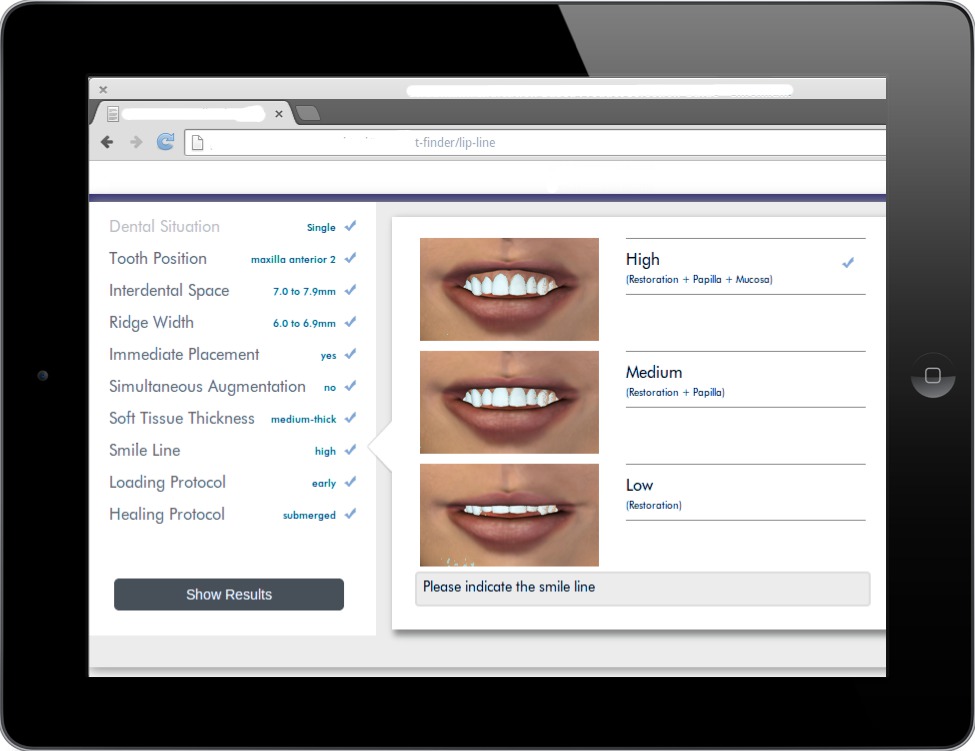 t-finder/lip-line
Dental Situation Single
Tooth Position maxilla anterior 2
Interdental Space 7.0 to 7.9mm
Ridge Width 6.0 to 6.9mm
Immediate Placement yes
Simultaneous Augmentation no
Soft Tissue Thickness medium-thick
Smile Line high
Loading Protocol early
Healing Protocol submerged
Show Results
High
(Restoration + Papilla + Mucosa)
Medium
(Restoration + Papilla)
Low
(Restoration)
Please indicate the smile line